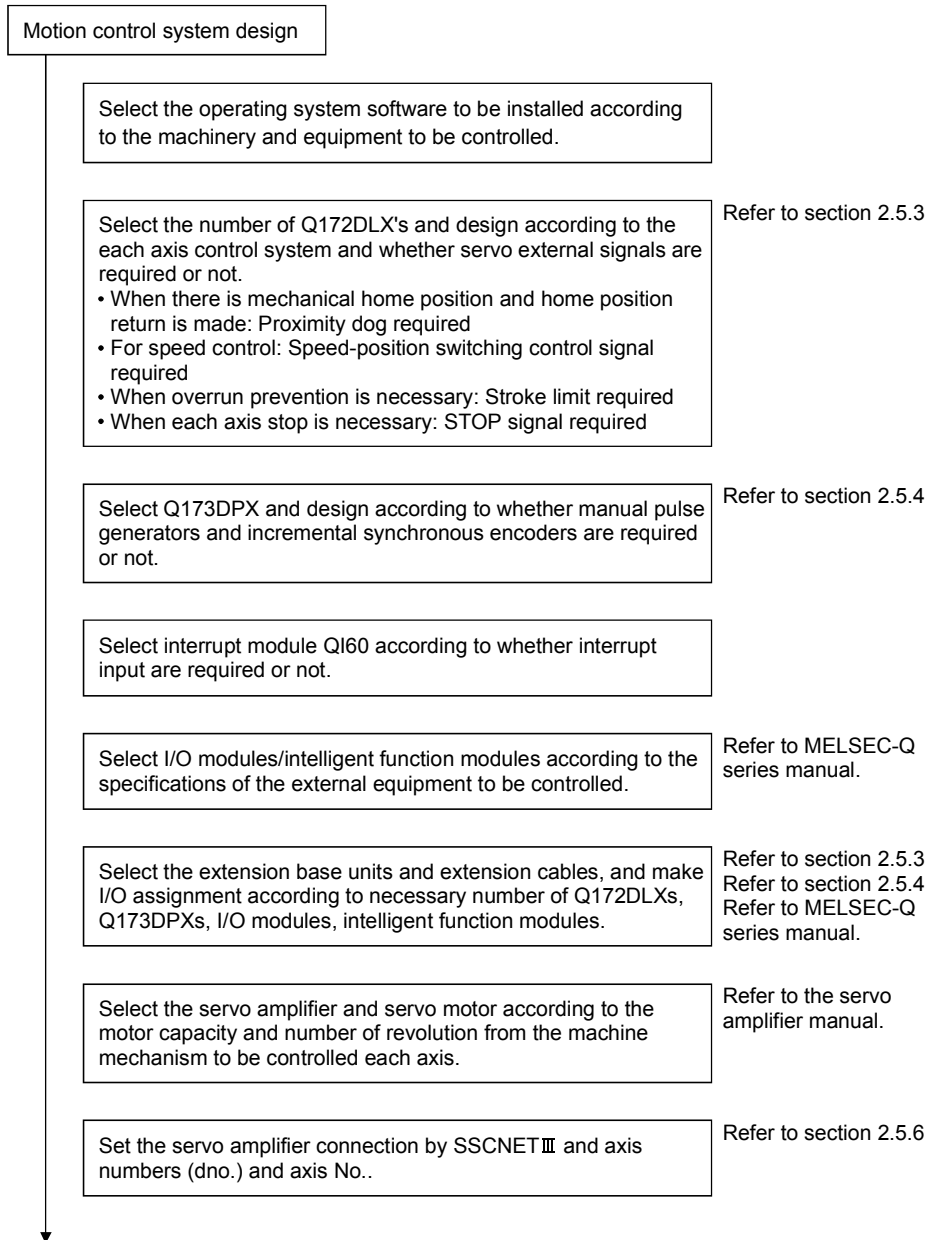 Motion control system design
Select the operating system software to be installed according
to the machinery and equipment to be controlled.
Select the number of Q172DLX's and design according to the
each axis control system and whether servo external signals are
required or not.
• When there is mechanical home position and home position
return is made: Proximity dog required
• For speed control: Speed-position switching control signal
required
• When overrun prevention is necessary: Stroke limit required
• When each axis stop is necessary: STOP signal required
Refer to section 2.5.3
Select Q173DPX and design according to whether manual pulse
generators and incremental synchronous encoders are required
or not.
Refer to section 2.5.4
Select interrupt module QI60 according to whether interrupt
input are required or not.
Select I/O modules/intelligent function modules according to the
specifications of the external equipment to be controlled.
Refer to MELSEC-Q
series manual.
Select the extension base units and extension cables, and make
I/O assignment according to necessary number of Q172DLXs,
Q173DPXs, I/O modules, intelligent function modules.
Refer to section 2.5.3
Refer to section 2.5.4
Refer to MELSEC-Q
series manual.
Select the servo amplifier and servo motor according to the
motor capacity and number of revolution from the machine
mechanism to be controlled each axis.
Refer to the servo
amplifier manual.
Set the servo amplifier connection by SSCNETⅢ and axis
numbers (dno.) and axis No..
Refer to section 2.5.6